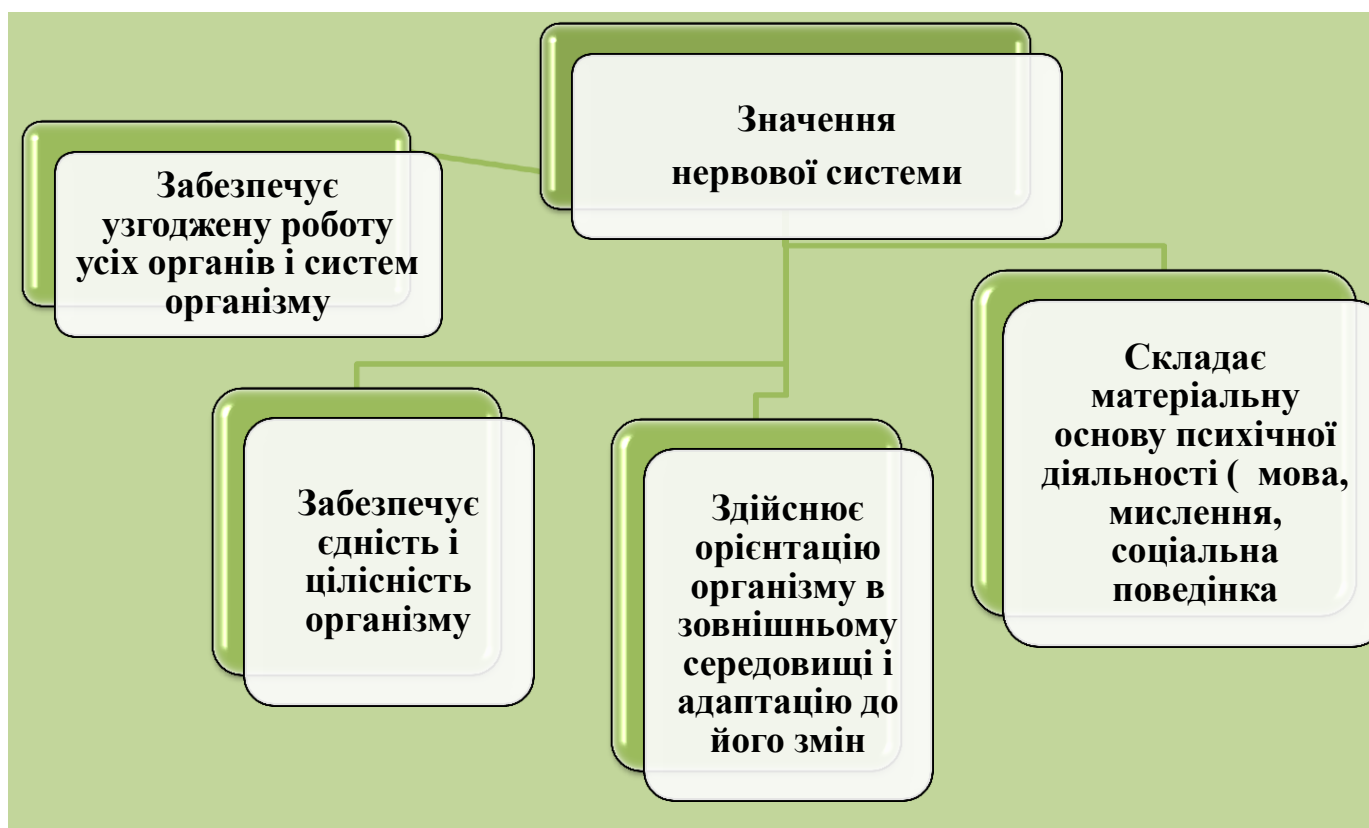 Значення
нервової системи
Забезпечує
узгоджену роботу
усіх органів і систем
організму
Забезпечує
єдність і
цілісність
організму
Здійснює
орієнтацію
організму в
зовнішньому
середовищі і
адаптацію до
його змін
Складає
матеріальну
основу психічної
діяльності (  мова,
мислення,
соціальна
поведінка